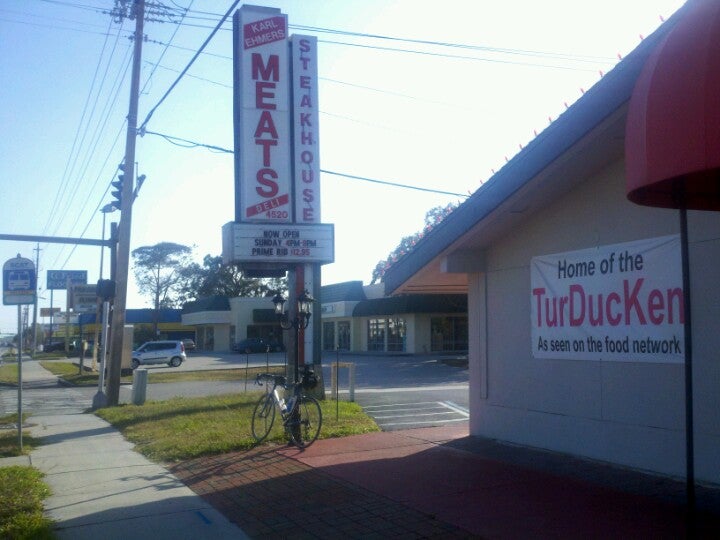 KARL
EHMERS
MEATS
DELI
4520
STEAKHOUSE
NOW OPEN
SUNDAY 4PM-8PM
PRIME RIB $12.95
Home of the
TurDucKen
As seen on the food network